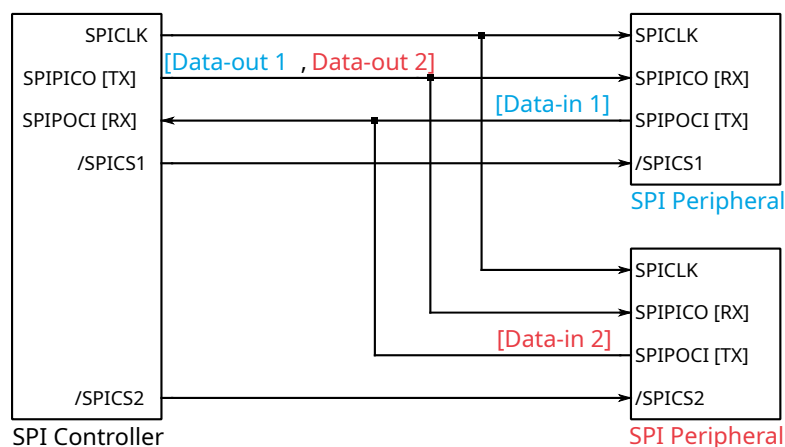 SPICLK
SPICLK
[Data-out 1 , Data-out 2]
SPIPICO [TX]
SPIPICO [RX]
[Data-in 1]
SPIPOCI [RX]
SPIPOCI [TX]
/SPICS1
/SPICS1
SPI Peripheral
SPICLK
SPIPICO [RX]
[Data-in 2]
SPIPOCI [TX]
/SPICS2
/SPICS2
SPI Controller
SPI Peripheral